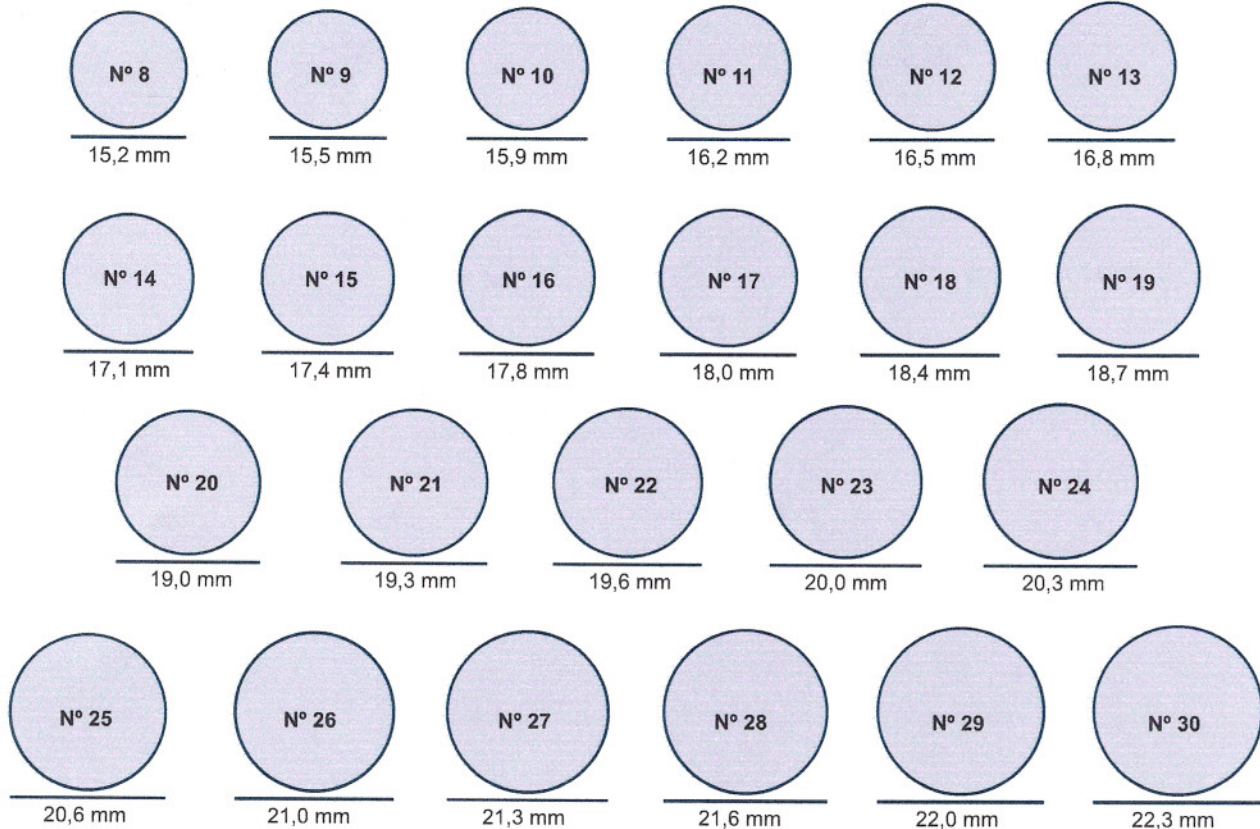 Nº 8 Nº 9 Nº 10 Nº 11 Nº 12 Nº 13
15,2 mm 15,5 mm 15,9 mm 16,2 mm 16,5 mm 16,8 mm
Nº 14 Nº 15 Nº 16 Nº 17 Nº 18 Nº 19
17,1 mm 17,4 mm 17,8 mm 18,0 mm 18,4 mm 18,7 mm
Nº 20 Nº 21 Nº 22 Nº 23 Nº 24
19,0 mm 19,3 mm 19,6 mm 20,0 mm 20,3 mm
Nº 25 Nº 26 Nº 27 Nº 28 Nº 29 Nº 30
20,6 mm 21,0 mm 21,3 mm 21,6 mm 22,0 mm 22,3 mm